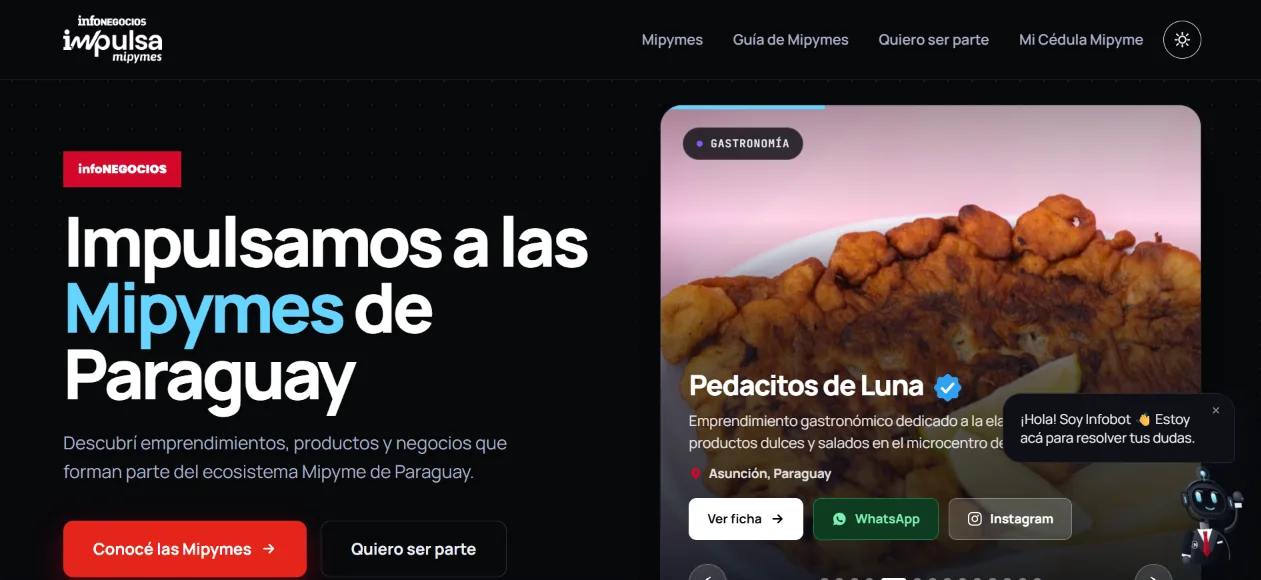 infoNEGOCIOS
impulsa
mipymes
Mipymes
Guía de Mipymes
Quiero ser parte
Mi Cédula Mipyme
infoNEGOCIOS
Impulsamos a las
Mipymes de
Paraguay
Descubrí emprendimientos, productos y negocios que
forman parte del ecosistema Mipyme de Paraguay.
Conocé las Mipymes →
Quiero ser parte
GASTRONOMÍA
Pedacitos de Luna
Emprendimiento gastronómico dedicado a la ela
productos dulces y salados en el microcentro de
Asunción, Paraguay
Ver ficha →
WhatsApp
Instagram
¡Hola! Soy Infobot 👋 Estoy
acá para resolver tus dudas.